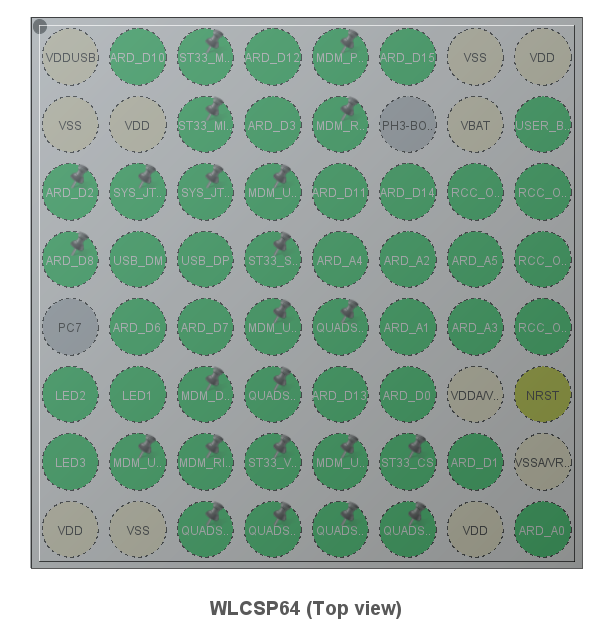 VDDUSB ARD_D10 ST33_M.. ARD_D12 MDM_P.. ARD_D15 VSS VDD
VSS VDD ST33_MI.. ARD_D3 MDM_R.. PH3-BO.. VBAT USER_B..
ARD_D2 SYS_JT.. SYS_JT.. MDM_U.. ARD_D11 ARD_D14 RCC_O.. RCC_O..
ARD_D8 USB_DM USB_DP ST33_S.. ARD_A4 ARD_A2 ARD_A5 RCC_O..
PC7 ARD_D6 ARD_D7 MDM_U.. QUADS.. ARD_A1 ARD_A3 RCC_O..
LED2 LED1 MDM_D.. QUADS.. ARD_D13 ARD_D0 VDDA/V.. NRST
LED3 MDM_U.. MDM_RI.. ST33_V.. MDM_U.. ST33_CS ARD_D1 VSSA/VR..
VDD VSS QUADS.. QUADS.. QUADS.. QUADS.. VDD ARD_A0
WLCSP64 (Top view)